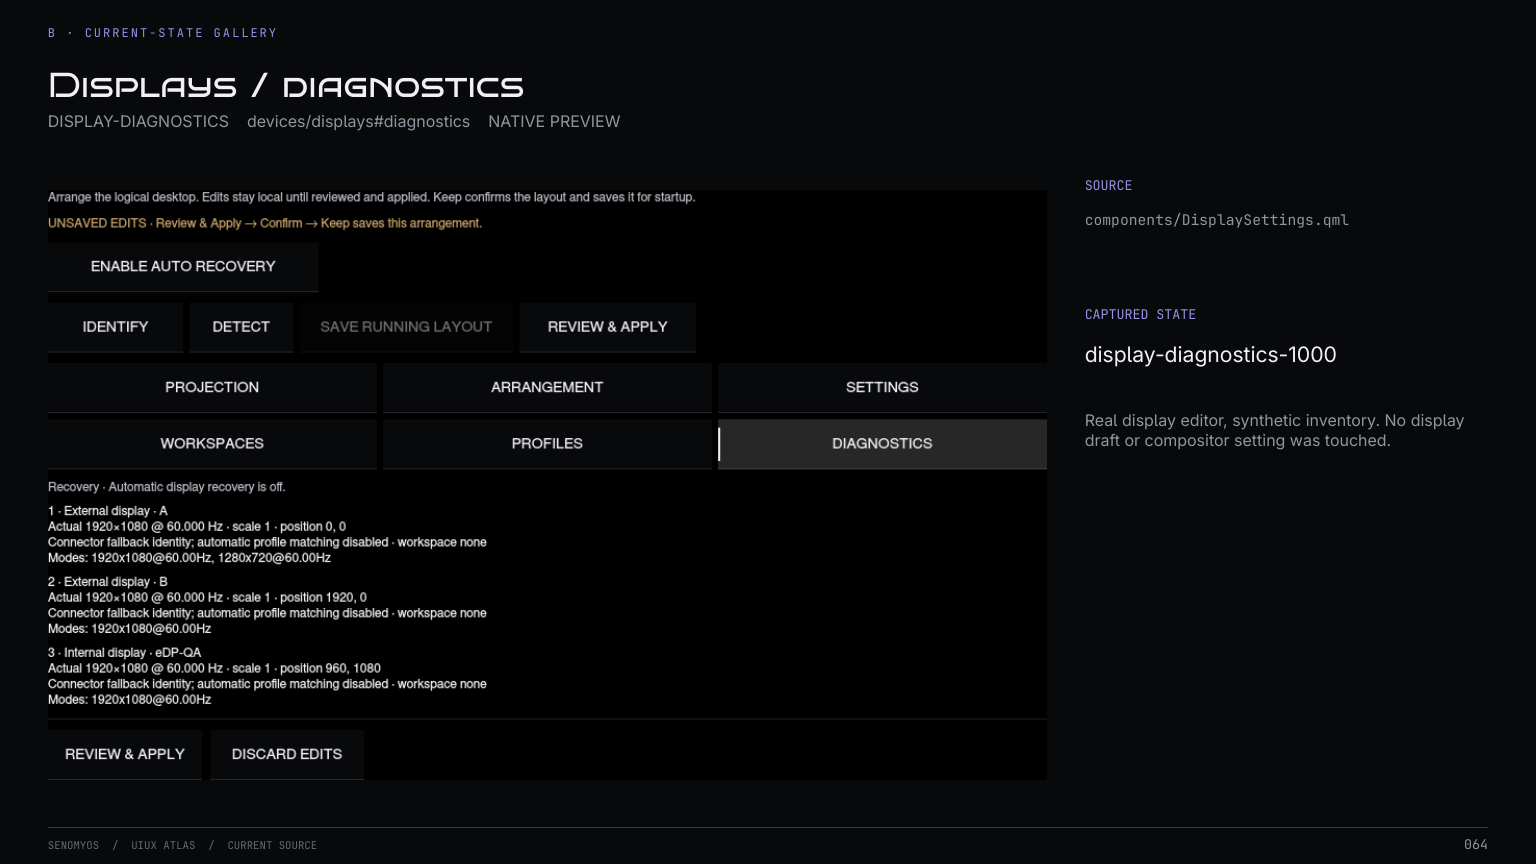 B · CURRENT-STATE GALLERY
Displays / diagnostics
DISPLAY-DIAGNOSTICS devices/displays#diagnostics NATIVE PREVIEW
Arrange the logical desktop. Edits stay local until reviewed and applied. Keep confirms the layout and saves it for startup.
UNSAVED EDITS · Review & Apply → Confirm → Keep saves this arrangement.
ENABLE AUTO RECOVERY
IDENTIFY DETECT SAVE RUNNING LAYOUT REVIEW & APPLY
PROJECTION ARRANGEMENT SETTINGS
WORKSPACES PROFILES DIAGNOSTICS
Recovery · Automatic display recovery is off.
1 · External display · A
Actual 1920×1080 @ 60.000 Hz · scale 1 · position 0, 0
Connector fallback identity; automatic profile matching disabled · workspace none
Modes: 1920x1080@60.00Hz, 1280x720@60.00Hz
2 · External display · B
Actual 1920×1080 @ 60.000 Hz · scale 1 · position 1920, 0
Connector fallback identity; automatic profile matching disabled · workspace none
Modes: 1920x1080@60.00Hz
3 · Internal display · eDP-QA
Actual 1920×1080 @ 60.000 Hz · scale 1 · position 960, 1080
Connector fallback identity; automatic profile matching disabled · workspace none
Modes: 1920x1080@60.00Hz
REVIEW & APPLY DISCARD EDITS
SOURCE
components/DisplaySettings.qml
CAPTURED STATE
display-diagnostics-1000
Real display editor, synthetic inventory. No display
draft or compositor setting was touched.
SENOMYOS / UIUX ATLAS / CURRENT SOURCE
064